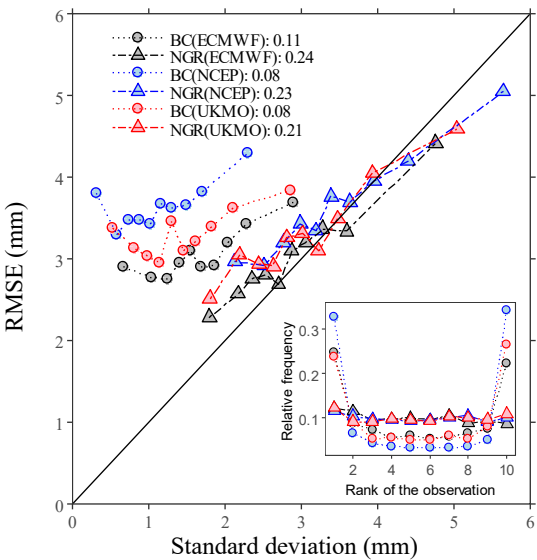 BC(ECMWF): 0.11
NGR(ECMWF): 0.24
BC(NCEP): 0.08
NGR(NCEP): 0.23
BC(UKMO): 0.08
NGR(UKMO): 0.21
RMSE (mm)
6
5
4
3
2
1
0
0 1 2 3 4 5 6
Standard deviation (mm)
Relative frequency
0.3
0.2
0.1
2 4 6 8 10
Rank of the observation